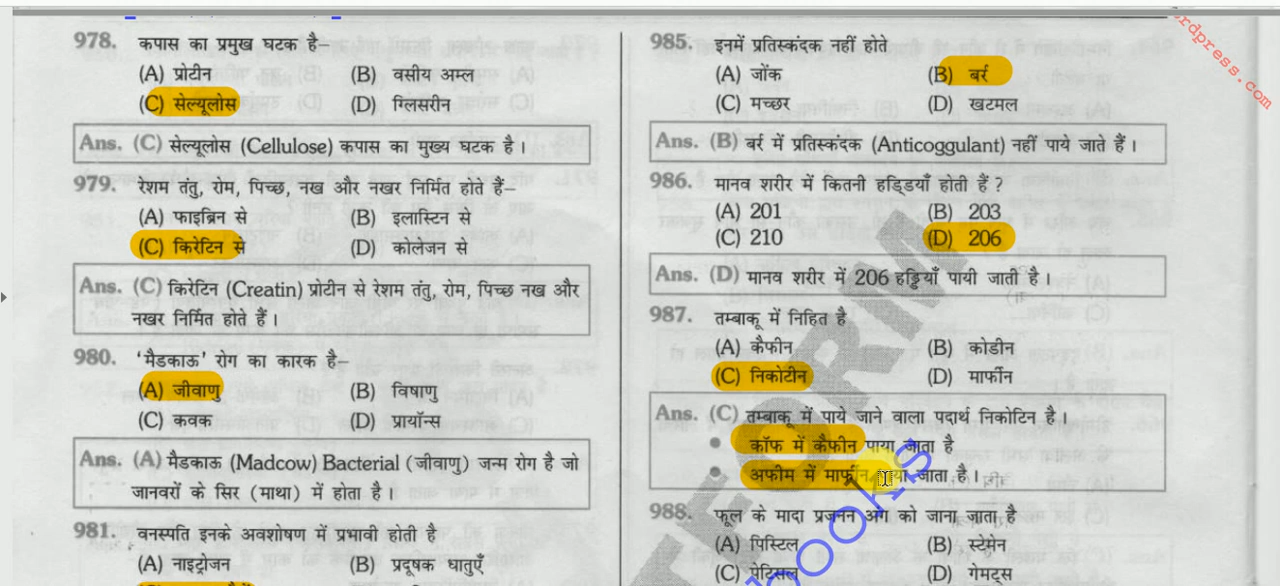 978. कपास का प्रमुख घटक है–
(A) प्रोटीन (B) वसीय अम्ल
(C) सेल्यूलोस (D) ग्लिसरीन
Ans. (C) सेल्यूलोस (Cellulose) कपास का मुख्य घटक है।
979. रेशम तंतु, रोम, पिच्छ, नख और नखर निर्मित होते हैं–
(A) फाइब्रिन से (B) इलास्टिन से
(C) किरेटिन से (D) कोलेजन से
Ans. (C) किरेटिन (Creatin) प्रोटीन से रेशम तंतु, रोम, पिच्छ नख और
नखर निर्मित होते हैं।
980. 'मैडकाऊ' रोग का कारक है–
(A) जीवाणु (B) विषाणु
(C) कवक (D) प्रायॉन्स
Ans. (A) मैडकाऊ (Madcow) Bacterial (जीवाणु) जन्म रोग है जो
जानवरों के सिर (माथा) में होता है।
981. वनस्पति इनके अवशोषण में प्रभावी होती है
(A) नाइट्रोजन (B) प्रदूषक धातुएँ
985. इनमें प्रतिस्कंदक नहीं होते
(A) जोंक (B) बर्र
(C) मच्छर (D) खटमल
Ans. (B) बर्र में प्रतिस्कंदक (Anticoggulant) नहीं पाये जाते हैं।
986. मानव शरीर में कितनी हड्डियाँ होती हैं ?
(A) 201 (B) 203
(C) 210 (D) 206
Ans. (D) मानव शरीर में 206 हड्डियाँ पायी जाती है।
987. तम्बाकू में निहित है
(A) कैफीन (B) कोडीन
(C) निकोटीन (D) मार्फीन
Ans. (C) तम्बाकू में पाये जाने वाला पदार्थ निकोटिन है।
• कॉफ में कैफीन पाया जाता है
• अफीम में मार्फीन पाया जाता है।
988. फूल के मादा प्रजनन अंग को जाना जाता है
(A) पिस्टिल (B) स्टेमेन
(C) पेटिसल (D) गेमट्स
rdpress.com
books